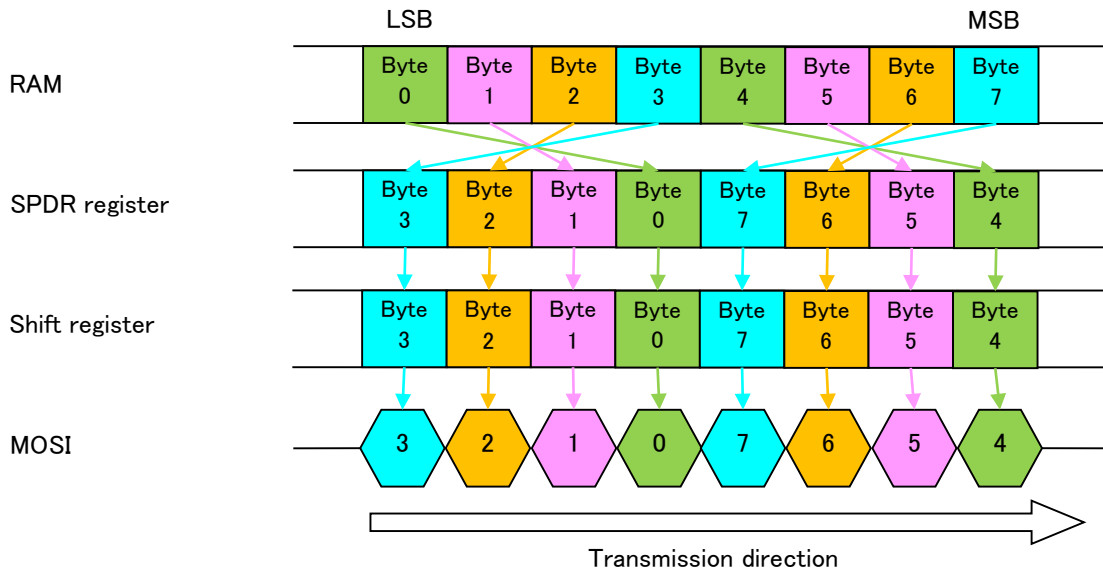 LSB MSB
RAM
Byte Byte Byte Byte Byte Byte Byte Byte
0 1 2 3 4 5 6 7
SPDR register
Byte Byte Byte Byte Byte Byte Byte Byte
3 2 1 0 7 6 5 4
Shift register
Byte Byte Byte Byte Byte Byte Byte Byte
3 2 1 0 7 6 5 4
MOSI
3 2 1 0 7 6 5 4
Transmission direction